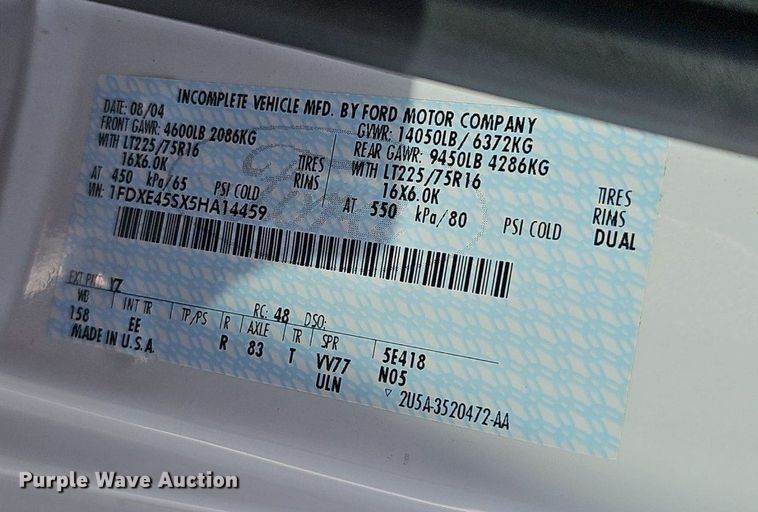 INCOMPLETE VEHICLE MFD. BY FORD MOTOR COMPANY
DATE: 08/04 GVWR: 14050LB / 6372KG
FRONT GAWR: 4600LB 2086KG REAR GAWR: 9450LB 4286KG
WITH LT225/75R15 TIRES WITH LT225/75R16 TIRES
16X6.0K RIMS 16X6.0K RIMS
AT 450 kPa/65 PSI COLD AT 550 kPa/80 PSI COLD DUAL
VIN: 1FDXE45SX5HA14459
EXT PNT: YZ RC: 48 DSO:
WB INT TR TP/PS R AXLE TR SPR
158 EE R 83 T VV77 5E418
MADE IN U.S.A. ULN N05
2U5A-3520472-AA
Purple Wave Auction